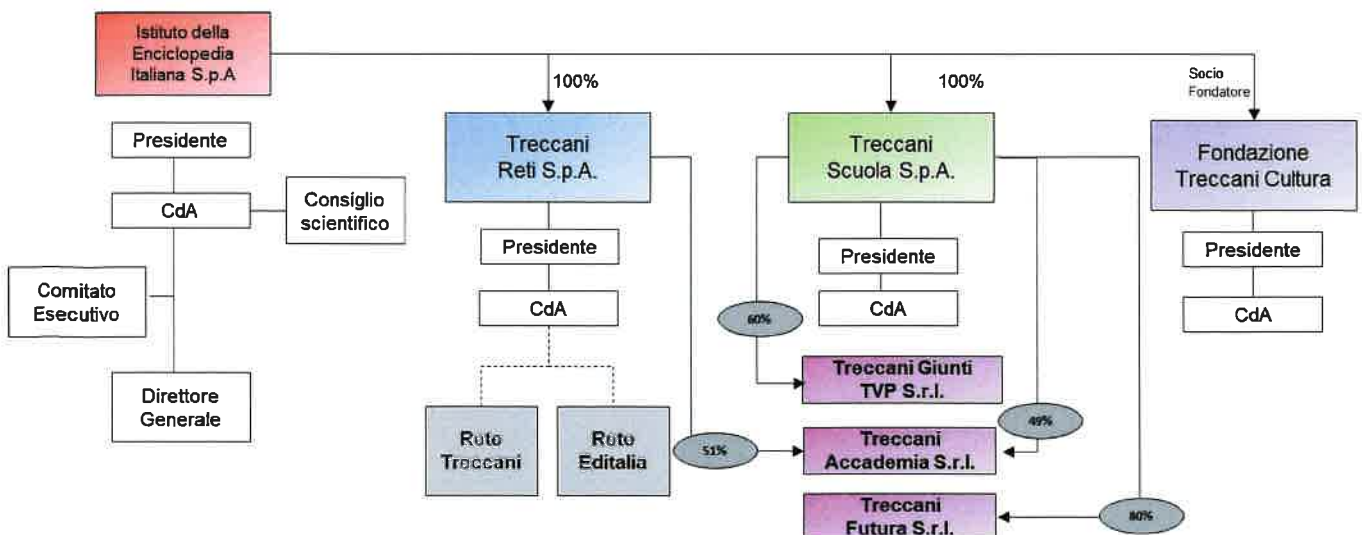 Istituto della
Enciclopedia
Italiana S.p.A
100%
100%
Socio
Fondatore
Presidente
CdA
Consiglio
scientifico
Comitato
Esecutivo
Direttore
Generale
Treccani
Reti S.p.A.
Presidente
CdA
Rete
Treccani
Rete
Editalia
51%
Treccani
Scuola S.p.A.
Presidente
CdA
60%
Treccani Giunti
TVP S.r.l.
49%
Treccani
Accademia S.r.l.
Treccani
Futura S.r.l.
80%
Fondazione
Treccani Cultura
Presidente
CdA